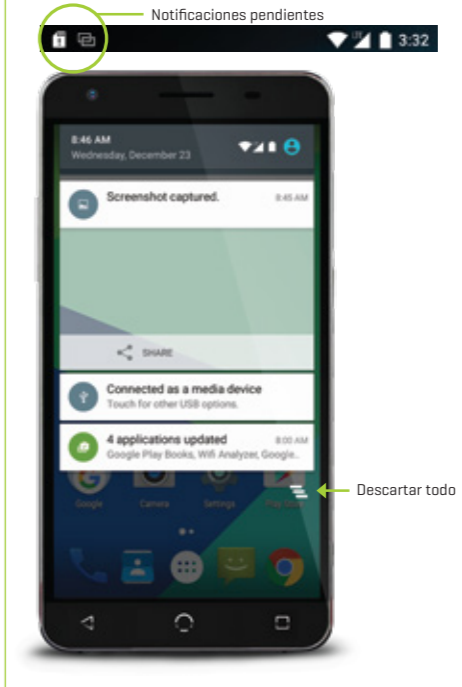 Notificaciones pendientes
3:32
8:46 AM
Wednesday, December 23
Screenshot captured.
8:45 AM
SHARE
Connected as a media device
Touch for other USB options.
4 applications updated
8:00 AM
Google Play Books, Wifi Analyzer, Google..
Google
Camera
Settings
Play Store
Descartar todo